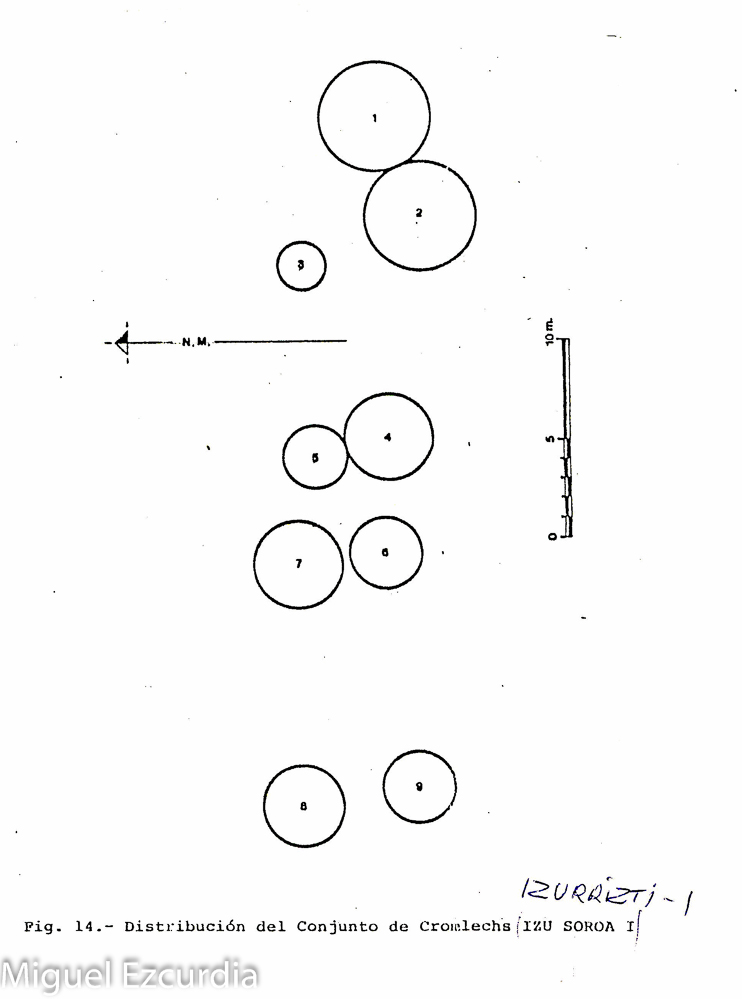 1
2
3
N.M.
10 m.
5
0
4
5
6
7
8
9
IZURRIZTI-1
Fig. 14.- Distribución del Conjunto de Cromlechs IZU SOROA I
Miguel Ezcurdia